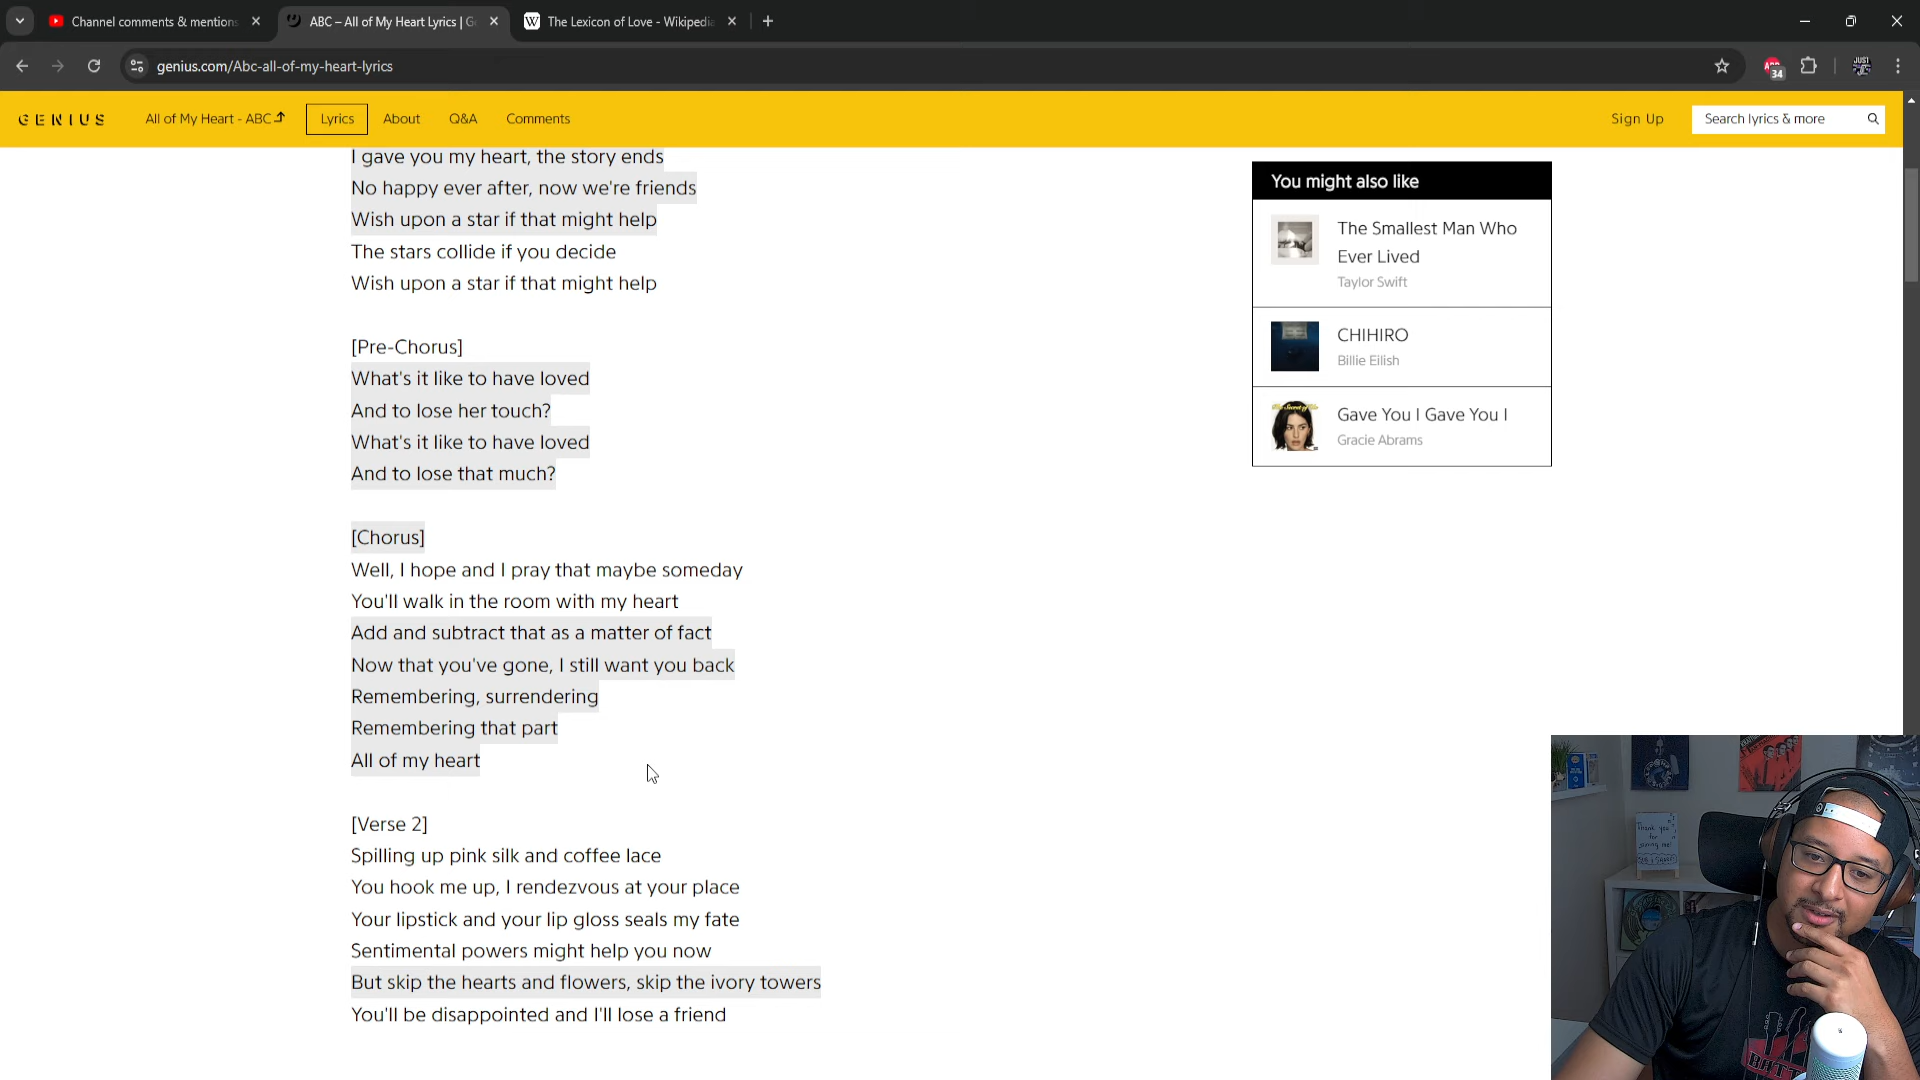 Channel comments & mentions
ABC – All of My Heart Lyrics | G
The Lexicon of Love - Wikipedia
genius.com/Abc-all-of-my-heart-lyrics
34
JUST
GENIUS
All of My Heart - ABC
Lyrics
About
Q&A
Comments
Sign Up
Search lyrics & more
I gave you my heart, the story ends
No happy ever after, now we're friends
Wish upon a star if that might help
The stars collide if you decide
Wish upon a star if that might help
[Pre-Chorus]
What's it like to have loved
And to lose her touch?
What's it like to have loved
And to lose that much?
[Chorus]
Well, I hope and I pray that maybe someday
You'll walk in the room with my heart
Add and subtract that as a matter of fact
Now that you've gone, I still want you back
Remembering, surrendering
Remembering that part
All of my heart
[Verse 2]
Spilling up pink silk and coffee lace
You hook me up, I rendezvous at your place
Your lipstick and your lip gloss seals my fate
Sentimental powers might help you now
But skip the hearts and flowers, skip the ivory towers
You'll be disappointed and I'll lose a friend
You might also like
The Smallest Man Who
Ever Lived
Taylor Swift
CHIHIRO
Billie Eilish
Gave You I Gave You I
Gracie Abrams
Thank you
for
joining me!